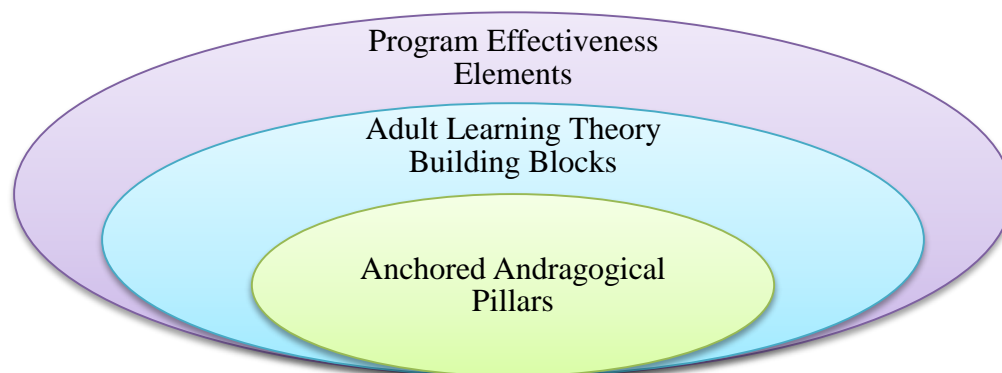 Program Effectiveness
Elements
Adult Learning Theory
Building Blocks
Anchored Andragogical
Pillars